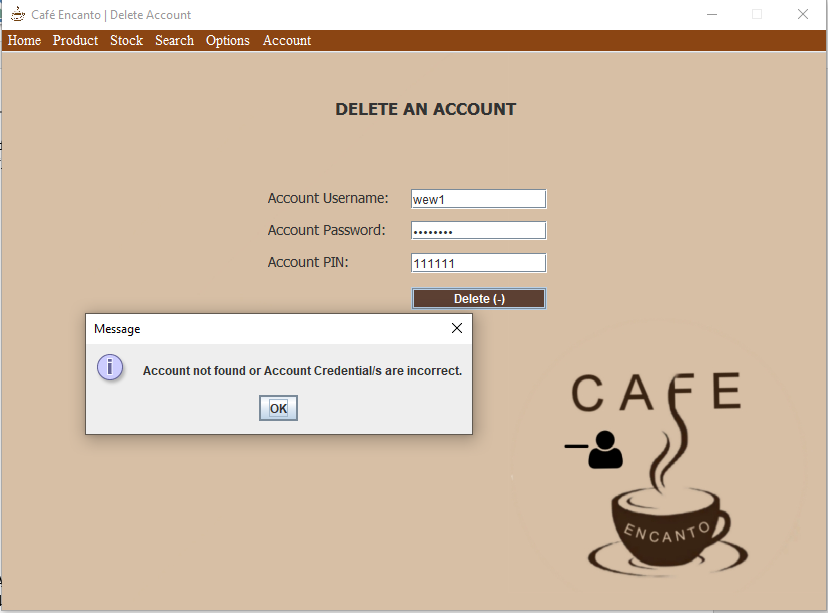 Café Encanto | Delete Account
Home Product Stock Search Options Account
DELETE AN ACCOUNT
Account Username: wew1
Account Password: ••••••••
Account PIN: 111111
Delete (-)
Message
Account not found or Account Credential/s are incorrect.
OK
CAFE
ENCANTO